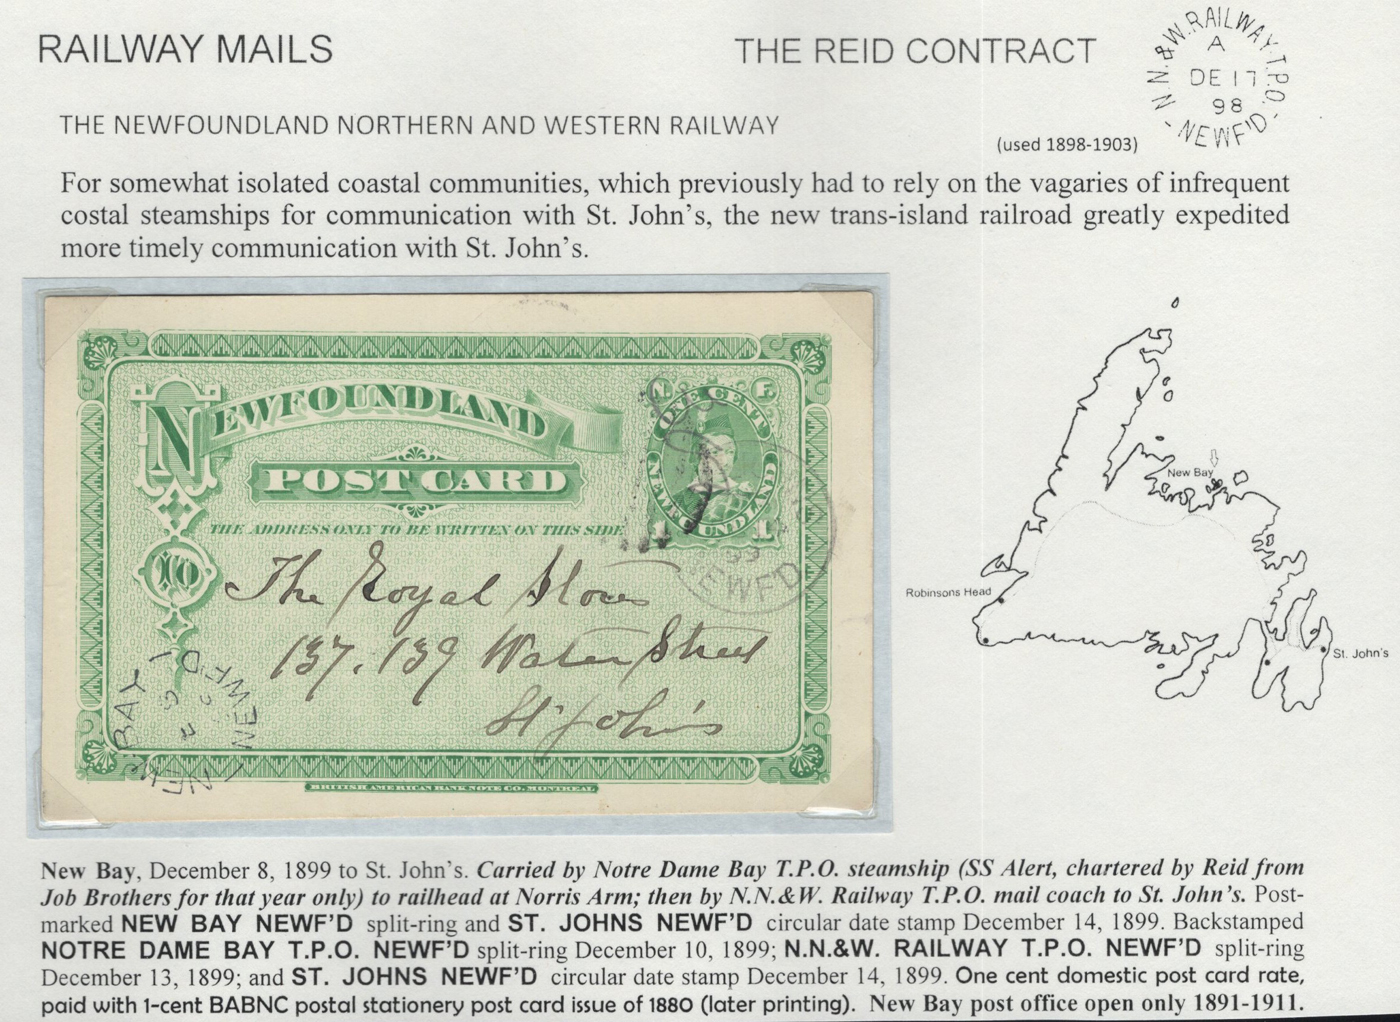 RAILWAY MAILS
THE REID CONTRACT
N.N.&W. RAILWAY T.P.O.
A
DE 17
98
- NEWF'D -
THE NEWFOUNDLAND NORTHERN AND WESTERN RAILWAY
(used 1898-1903)
For somewhat isolated coastal communities, which previously had to rely on the vagaries of infrequent
costal steamships for communication with St. John's, the new trans-island railroad greatly expedited
more timely communication with St. John's.
NEWFOUNDLAND
POST CARD
THE ADDRESS ONLY TO BE WRITTEN ON THIS SIDE
TO
N. F.
ONE CENT
NEWFOUNDLAND
1 1
99
NEWF'D
The Royal Stores
137. 139 Water Street
St John's
NEW BAY
NEWF'D
BRITISH AMERICAN BANK NOTE CO. MONTREAL
New Bay
Robinsons Head
St. John's
New Bay, December 8, 1899 to St. John's. Carried by Notre Dame Bay T.P.O. steamship (SS Alert, chartered by Reid from
Job Brothers for that year only) to railhead at Norris Arm; then by N.N.&W. Railway T.P.O. mail coach to St. John's. Post-
marked NEW BAY NEWF'D split-ring and ST. JOHNS NEWF'D circular date stamp December 14, 1899. Backstamped
NOTRE DAME BAY T.P.O. NEWF'D split-ring December 10, 1899; N.N.&W. RAILWAY T.P.O. NEWF'D split-ring
December 13, 1899; and ST. JOHNS NEWF'D circular date stamp December 14, 1899. One cent domestic post card rate,
paid with 1-cent BABNC postal stationery post card issue of 1880 (later printing). New Bay post office open only 1891-1911.